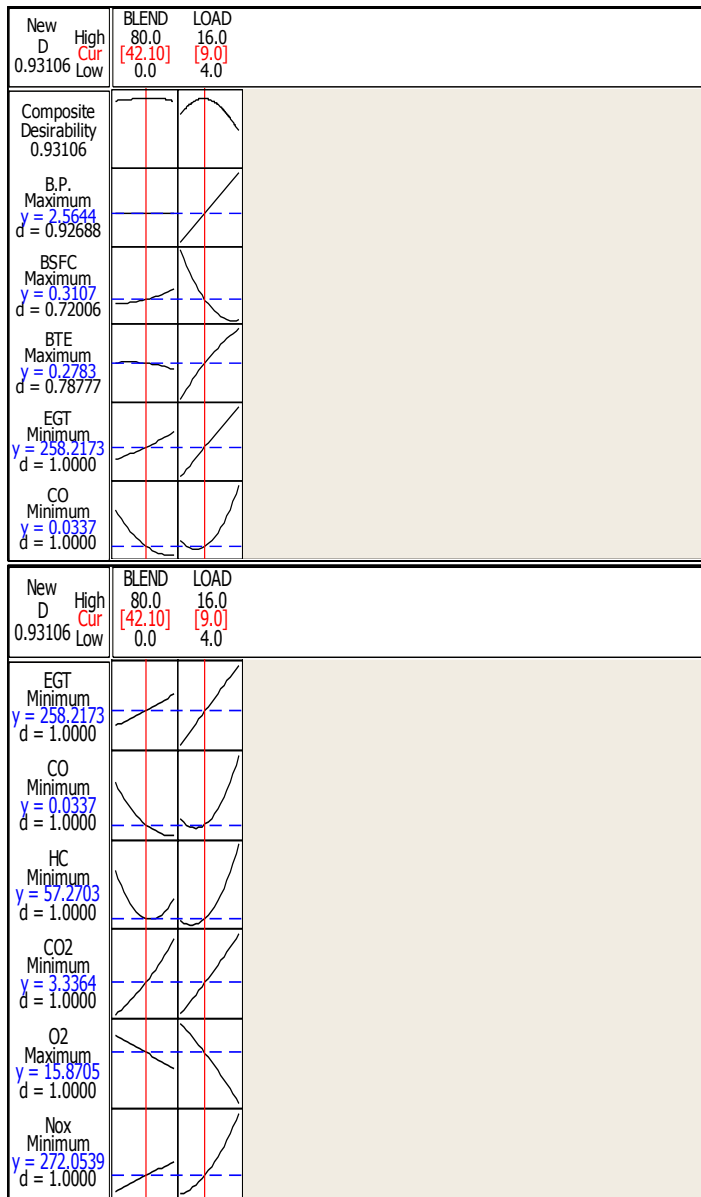 New
D
0.93106
High
Cur
Low
BLEND
80.0
[42.10]
0.0
LOAD
16.0
[9.0]
4.0
Composite
Desirability
0.93106
B.P.
Maximum
y = 2.5644
d = 0.92688
BSFC
Maximum
y = 0.3107
d = 0.72006
BTE
Maximum
y = 0.2783
d = 0.78777
EGT
Minimum
y = 258.2173
d = 1.0000
CO
Minimum
y = 0.0337
d = 1.0000
New
D
0.93106
High
Cur
Low
BLEND
80.0
[42.10]
0.0
LOAD
16.0
[9.0]
4.0
EGT
Minimum
y = 258.2173
d = 1.0000
CO
Minimum
y = 0.0337
d = 1.0000
HC
Minimum
y = 57.2703
d = 1.0000
CO2
Minimum
y = 3.3364
d = 1.0000
O2
Maximum
y = 15.8705
d = 1.0000
Nox
Minimum
y = 272.0539
d = 1.0000